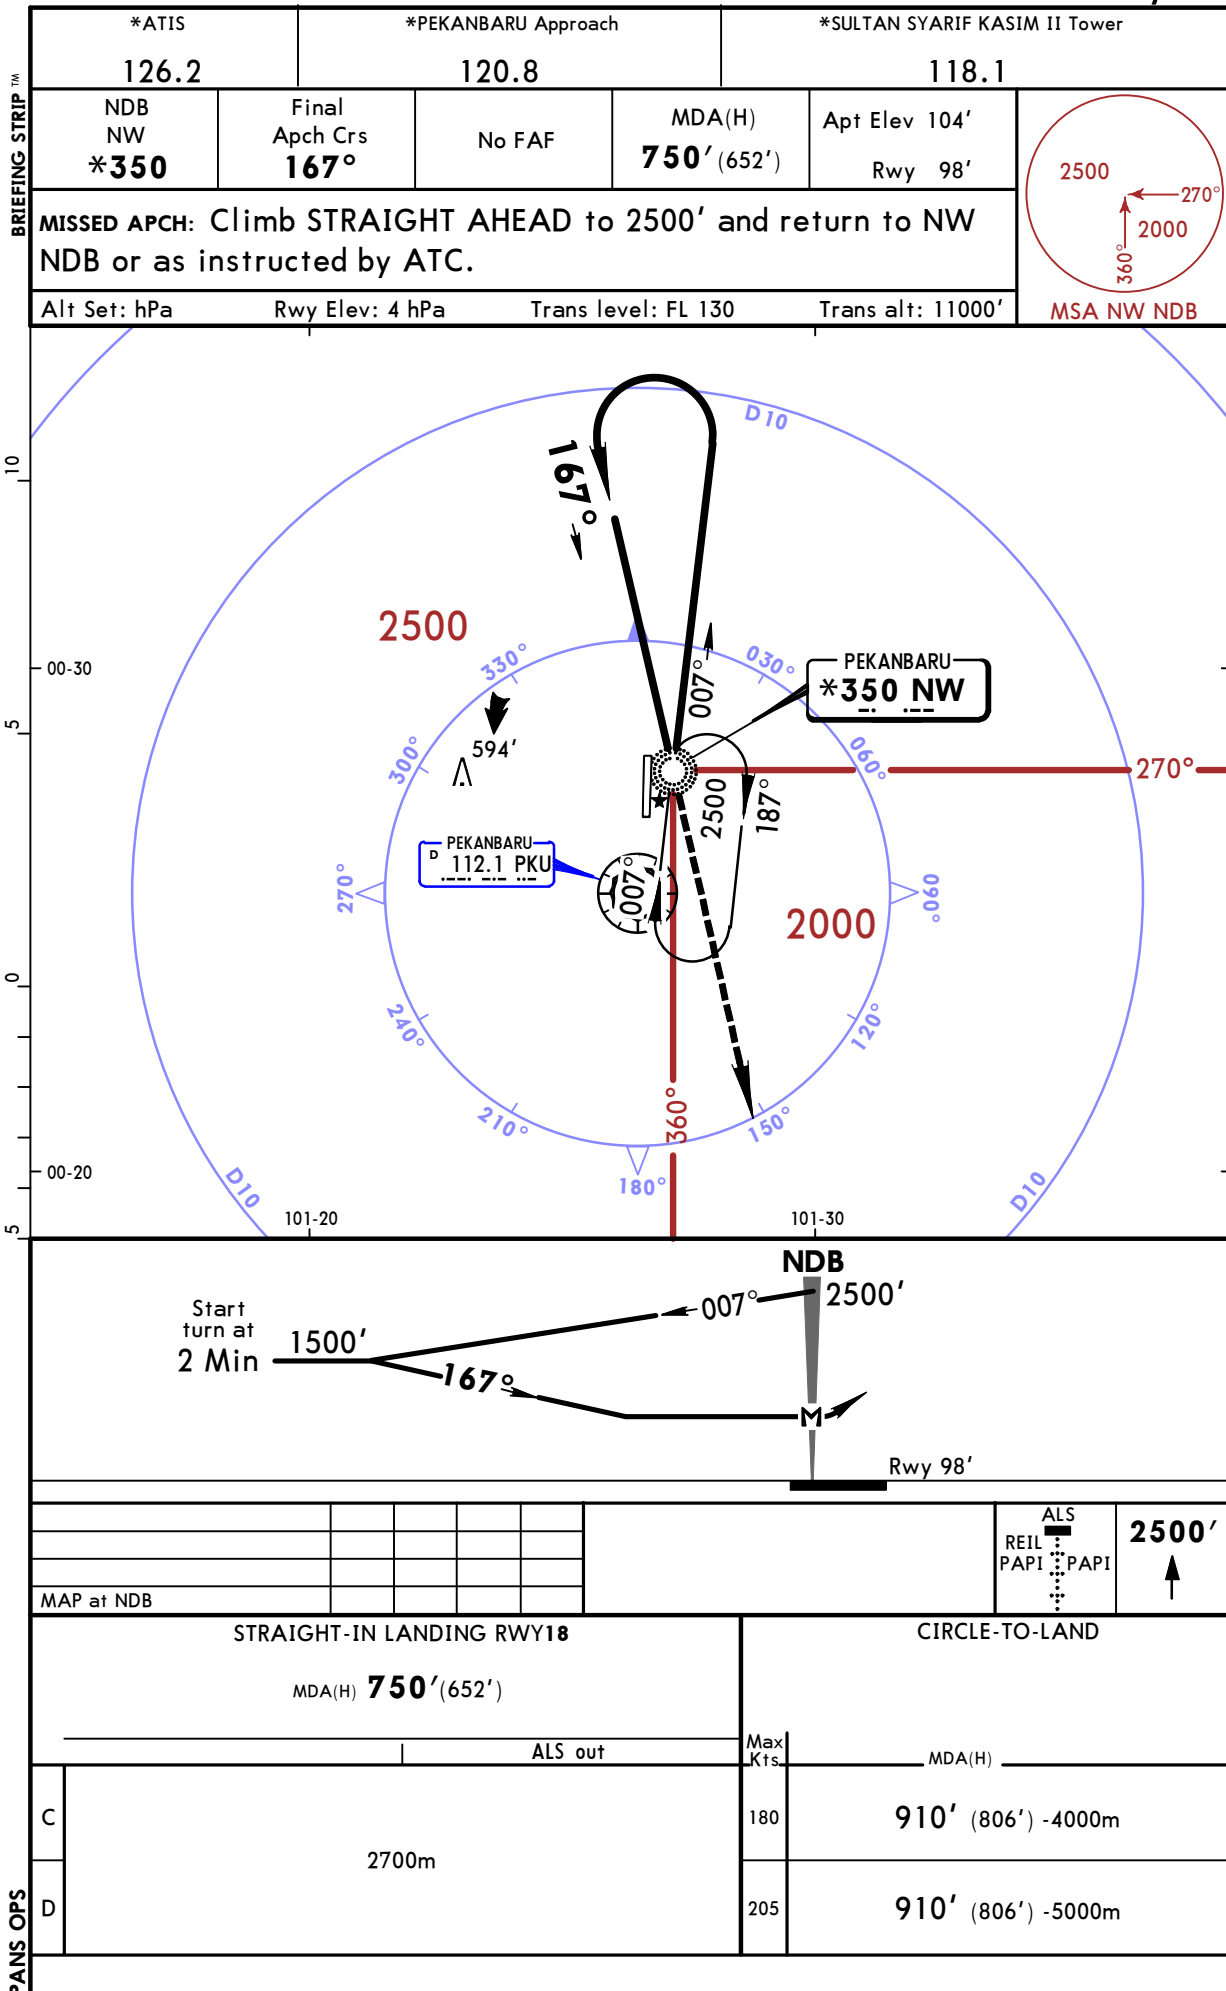 BRIEFING STRIP TM
*ATIS
126.2
*PEKANBARU Approach
120.8
*SULTAN SYARIF KASIM II Tower
118.1
NDB
NW
*350
Final
Apch Crs
167°
No FAF
MDA(H)
750' (652')
Apt Elev 104'
Rwy 98'
MISSED APCH: Climb STRAIGHT AHEAD to 2500' and return to NW
NDB or as instructed by ATC.
Alt Set: hPa
Rwy Elev: 4 hPa
Trans level: FL 130
Trans alt: 11000'
2500
270°
2000
360°
MSA NW NDB
D10
10
167°
2500
330°
007°
030°
PEKANBARU
*350 NW
00-30
5
594'
300°
060°
270°
2500
187°
PEKANBARU
D 112.1 PKU
007°
270°
090°
2000
0
240°
120°
210°
360°
150°
00-20
D10
180°
D10
5
101-20
101-30
NDB
Start
turn at
2 Min
1500'
007°
2500'
167°
M
Rwy 98'
MAP at NDB
ALS
REIL
PAPI
PAPI
2500'
STRAIGHT-IN LANDING RWY18
MDA(H) 750'(652')
ALS out
CIRCLE-TO-LAND
Max
Kts
MDA(H)
C
2700m
180
910' (806') -4000m
D
205
910' (806') -5000m
PANS OPS